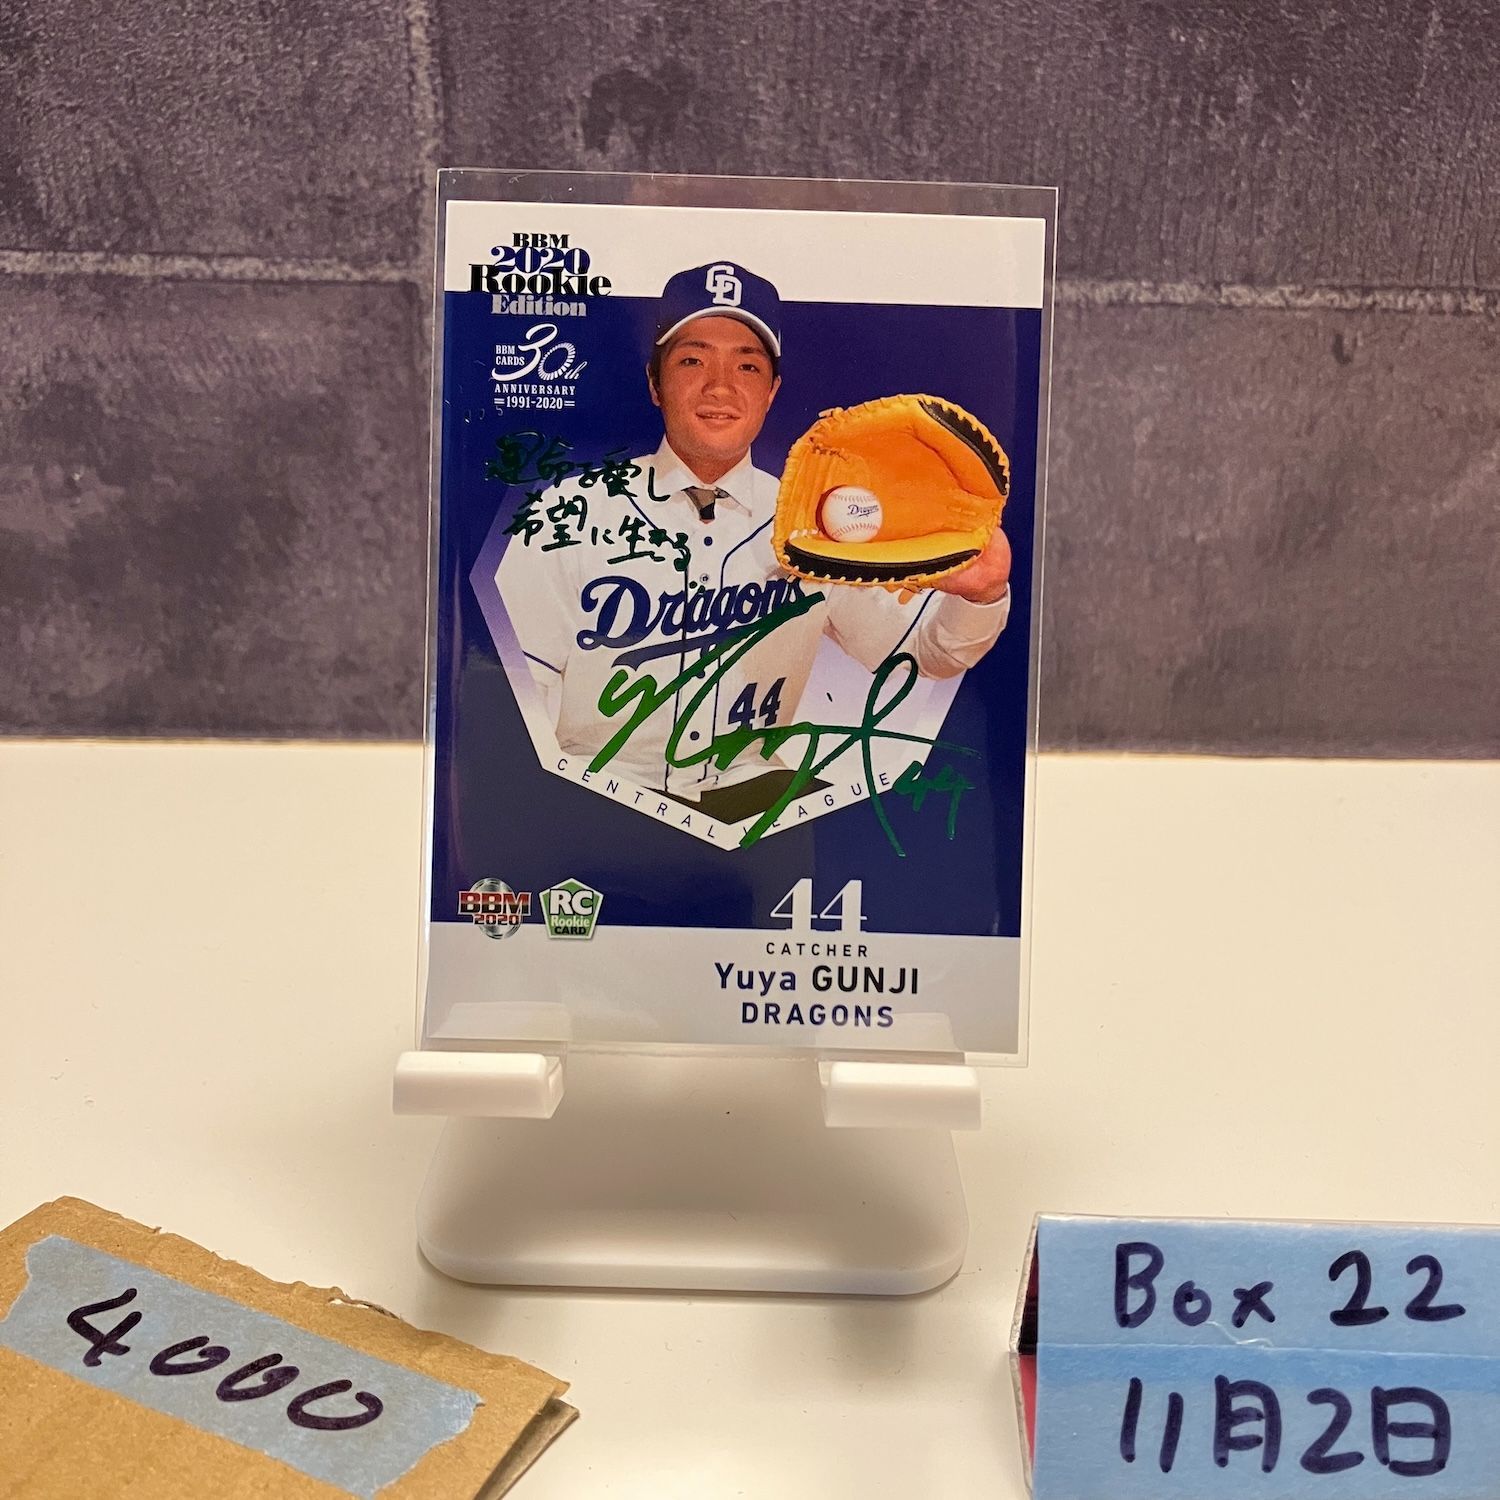 BBM
2020
Rookie
Edition
BBM
CARDS
30th
ANNIVERSARY
=1991-2020=
運命を愛し
希望に生きる
CD
Dragons
Dragons
44
44
CENTRAL LEAGUE
BBM
2020
RC
Rookie
CARD
44
CATCHER
Yuya GUNJI
DRAGONS
4000
Box 22
11月2日